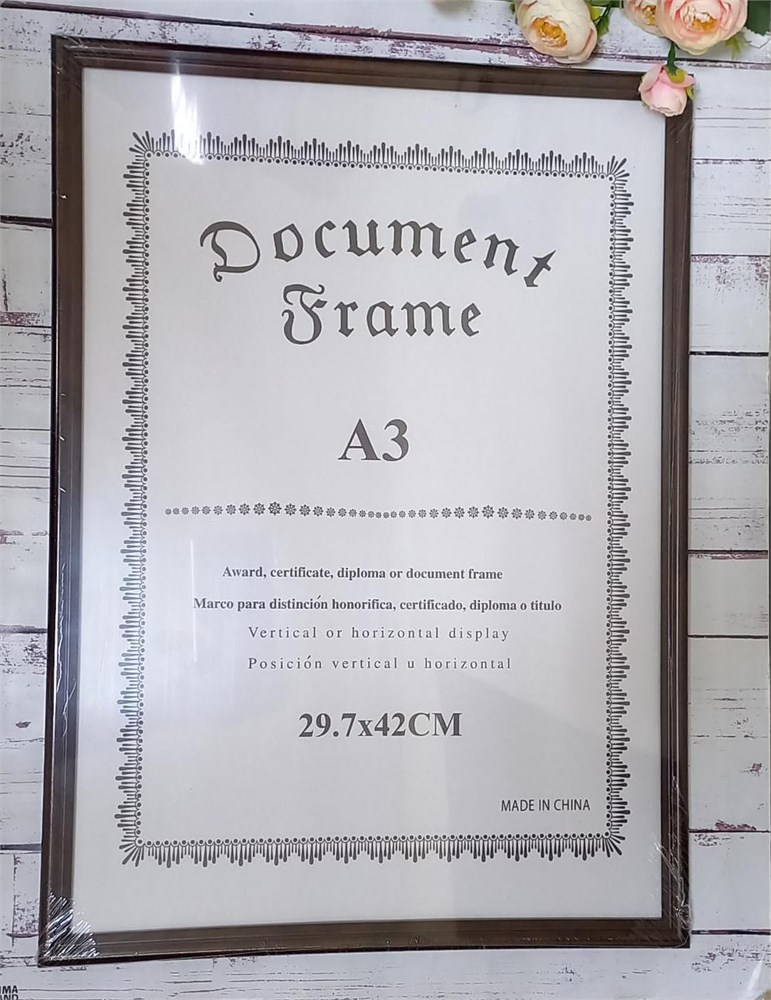 Document
Frame
A3
Award, certificate, diploma or document frame
Marco para distinción honorifica, certificado, diploma o titulo
Vertical or horizontal display
Posición vertical u horizontal
29.7x42CM
MADE IN CHINA